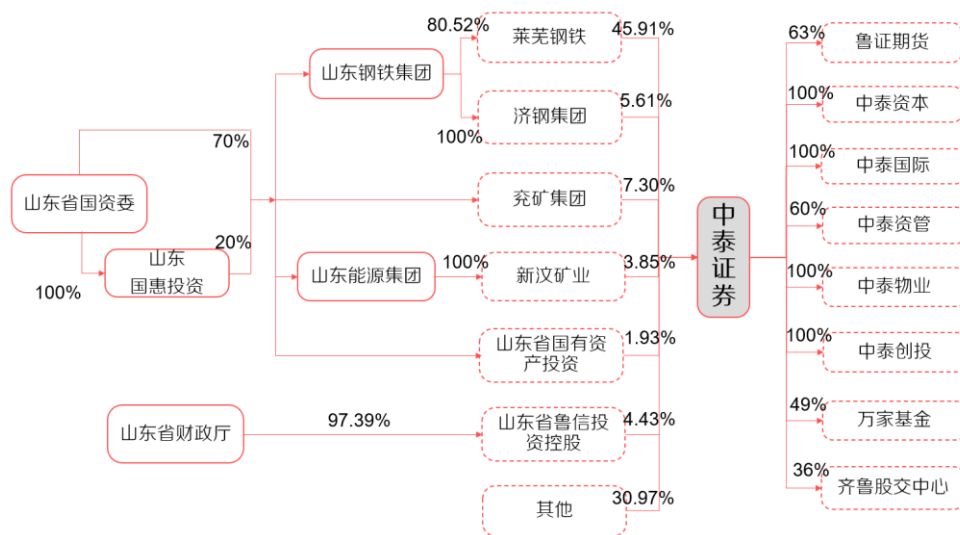 80.52%
莱芜钢铁
45.91%
63%
鲁证期货
山东钢铁集团
100%
中泰资本
济钢集团
5.61%
70%
100%
100%
中泰国际
山东省国资委
兖矿集团
7.30%
中泰证券
60%
中泰资管
20%
山东
国惠投资
100%
山东能源集团
100%
新汶矿业
3.85%
100%
中泰物业
山东省国有资
产投资
1.93%
100%
中泰创投
山东省财政厅
97.39%
山东省鲁信投
资控股
4.43%
49%
万家基金
其他
30.97%
36%
齐鲁股交中心